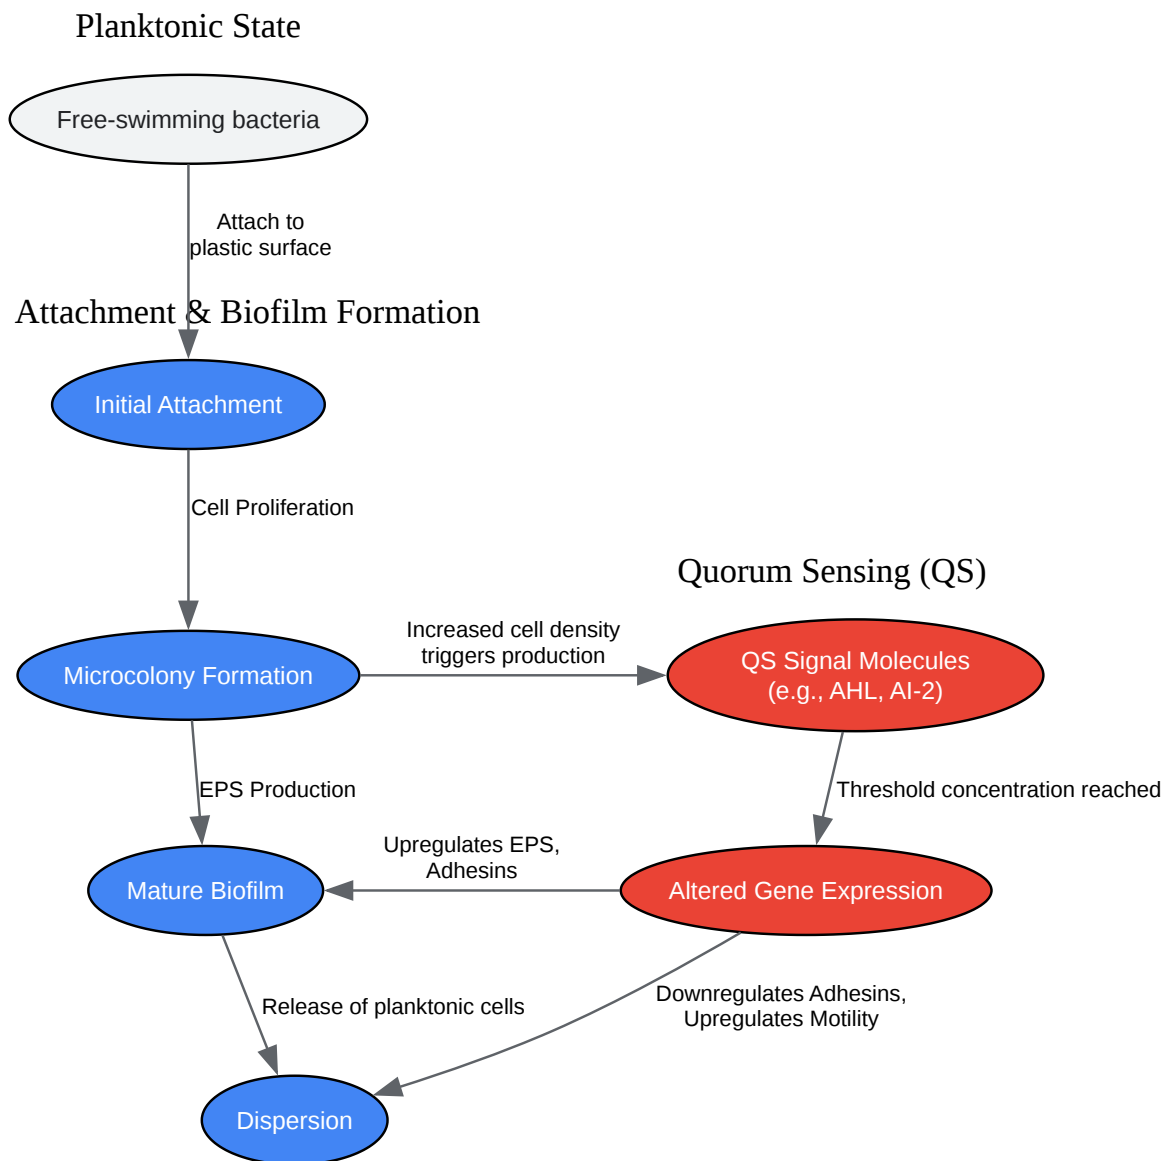 Planktonic State
Free-swimming bacteria
Attach to
plastic surface
Attachment & Biofilm Formation
Initial Attachment
Cell Proliferation
Quorum Sensing (QS)
Microcolony Formation
Increased cell density
triggers production
QS Signal Molecules
(e.g., AHL, AI-2)
EPS Production
Threshold concentration reached
Upregulates EPS,
Adhesins
Mature Biofilm
Altered Gene Expression
Release of planktonic cells
Downregulates Adhesins,
Upregulates Motility
Dispersion